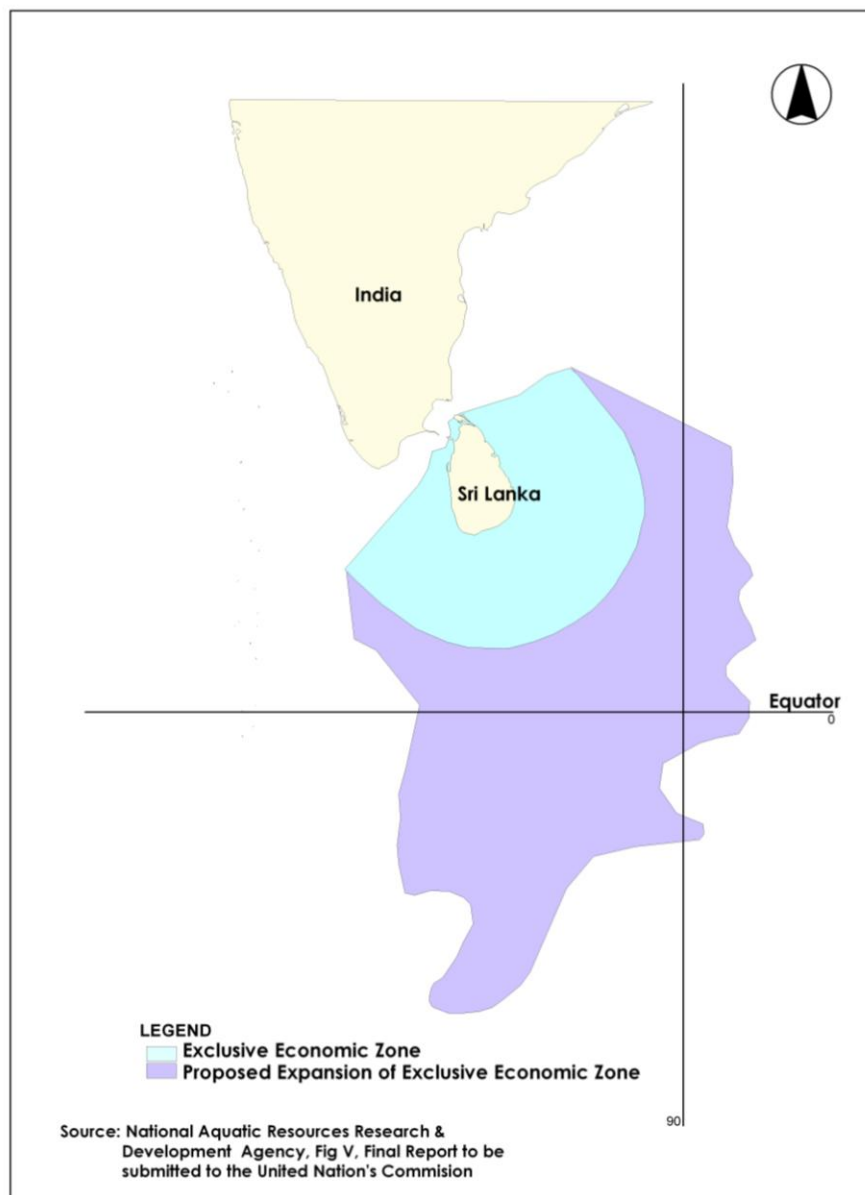 India
Sri Lanka
Equator
0
LEGEND
Exclusive Economic Zone
Proposed Expansion of Exclusive Economic Zone
90
Source: National Aquatic Resources Research &
Development Agency, Fig V, Final Report to be
submitted to the United Nation's Commision